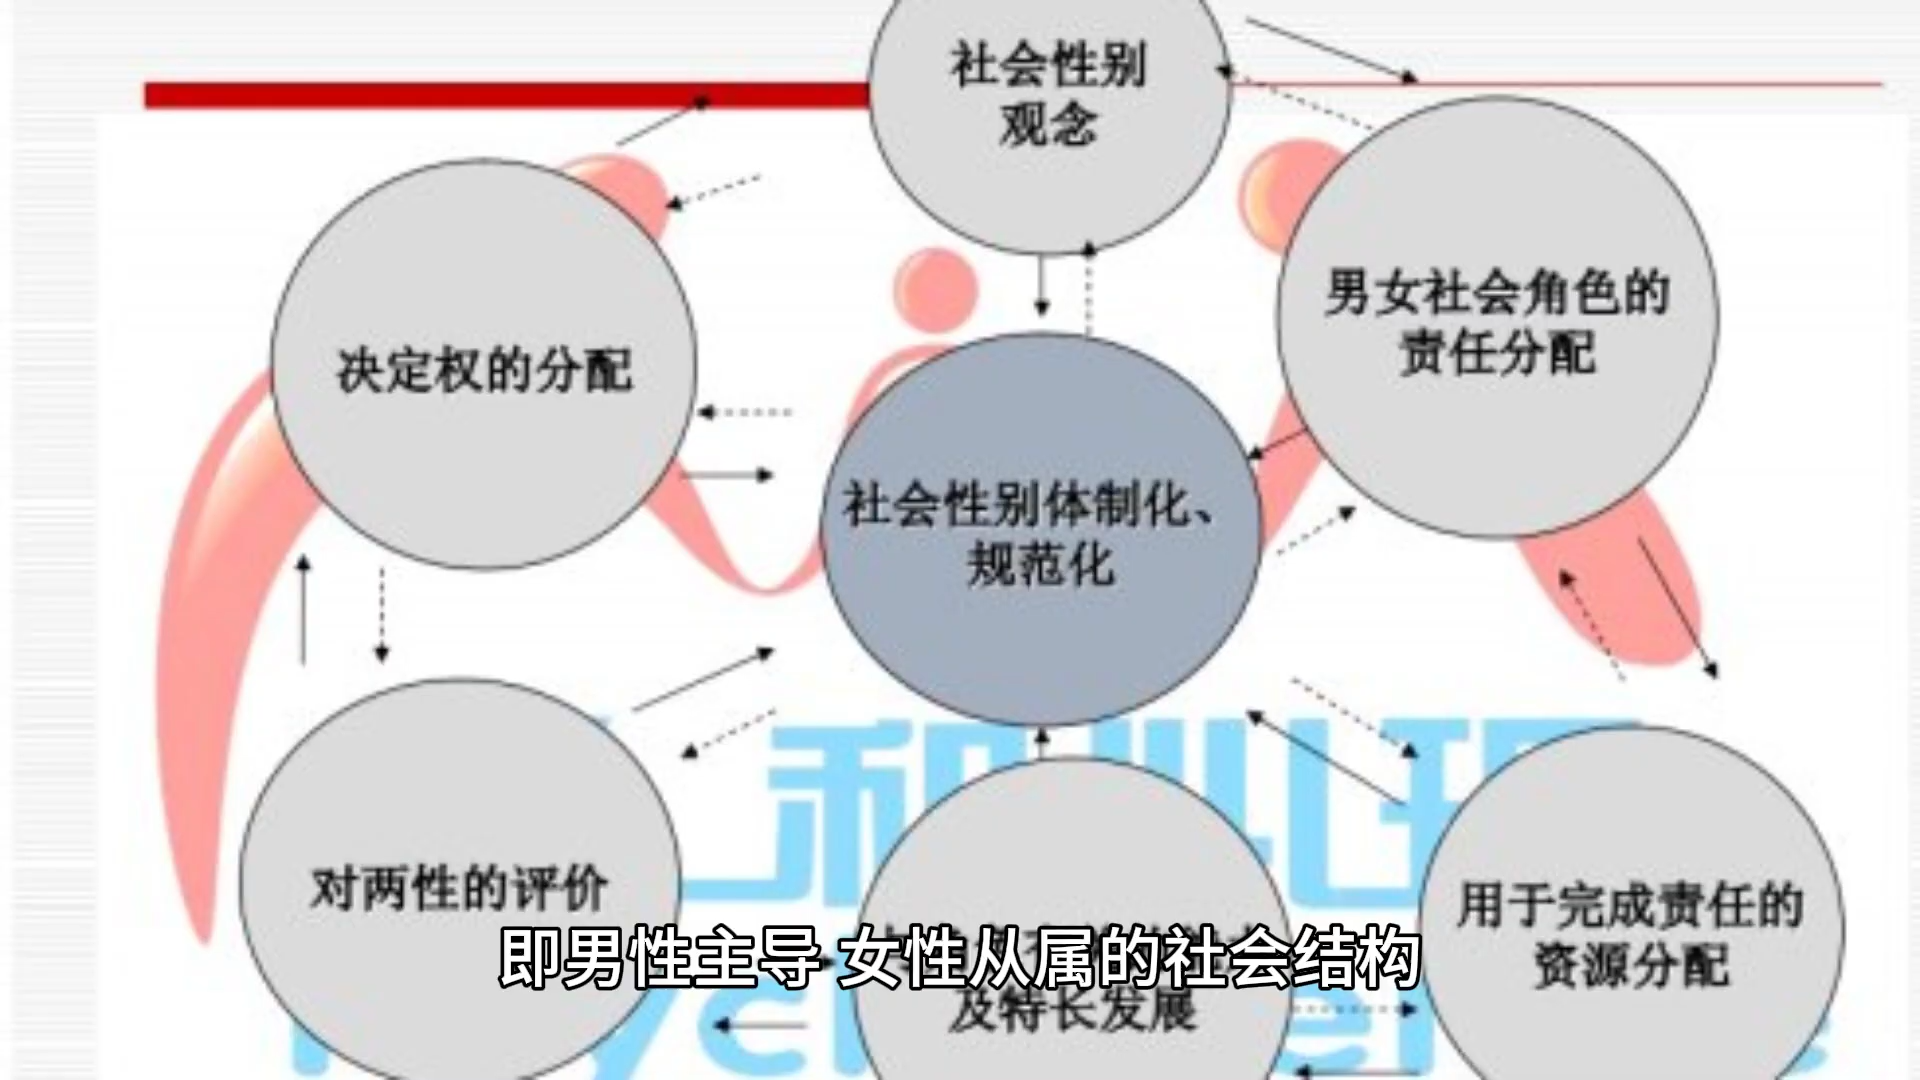 社会性别
观念
男女社会角色的
责任分配
决定权的分配
社会性别体制化、
规范化
对两性的评价
用于完成责任的
资源分配
及特长发展
即男性主导 女性从属的社会结构